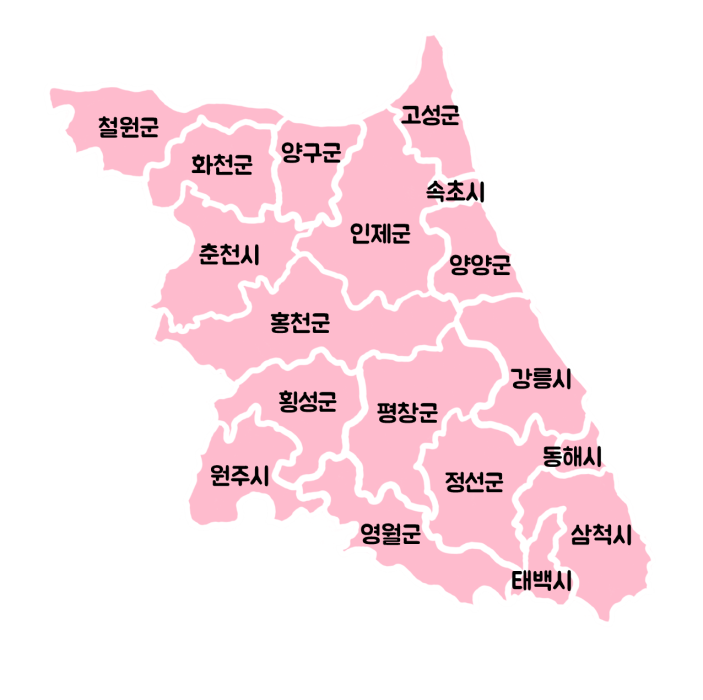 고성군
철원군
양구군
화천군
속초시
인제군
춘천시
양양군
홍천군
강릉시
횡성군
평창군
동해시
원주시
정선군
영월군
삼척시
태백시